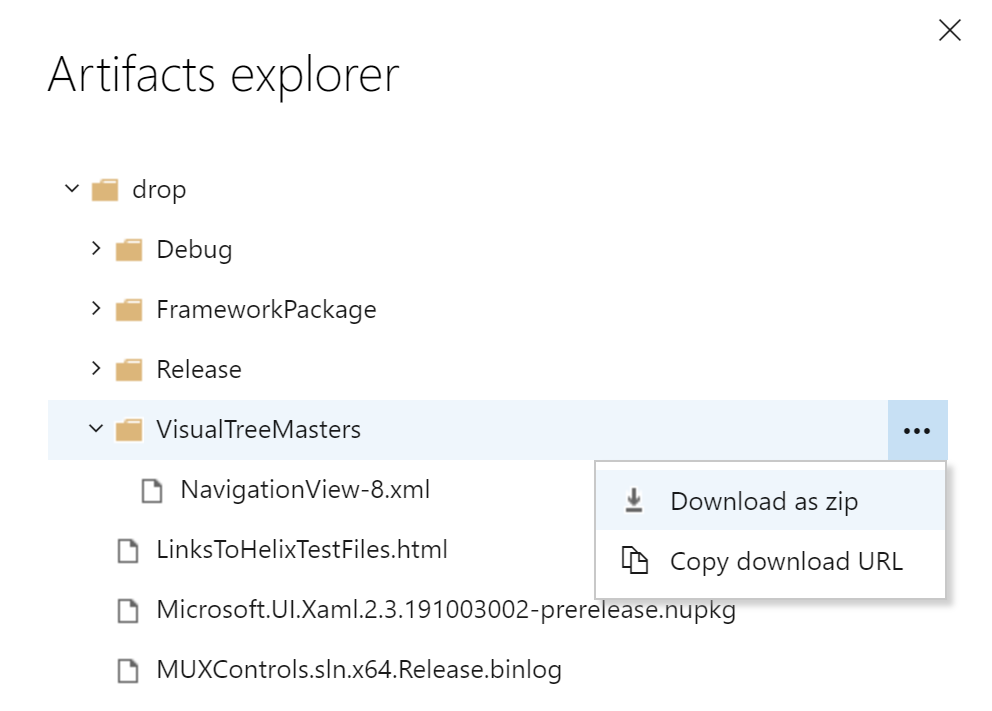 Artifacts explorer
drop
Debug
FrameworkPackage
Release
VisualTreeMasters
NavigationView-8.xml
Download as zip
LinksToHelixTestFiles.html
Copy download URL
Microsoft.UI.Xaml.2.3.191003002-prerelease.nupkg
MUXControls.sln.x64.Release.binlog